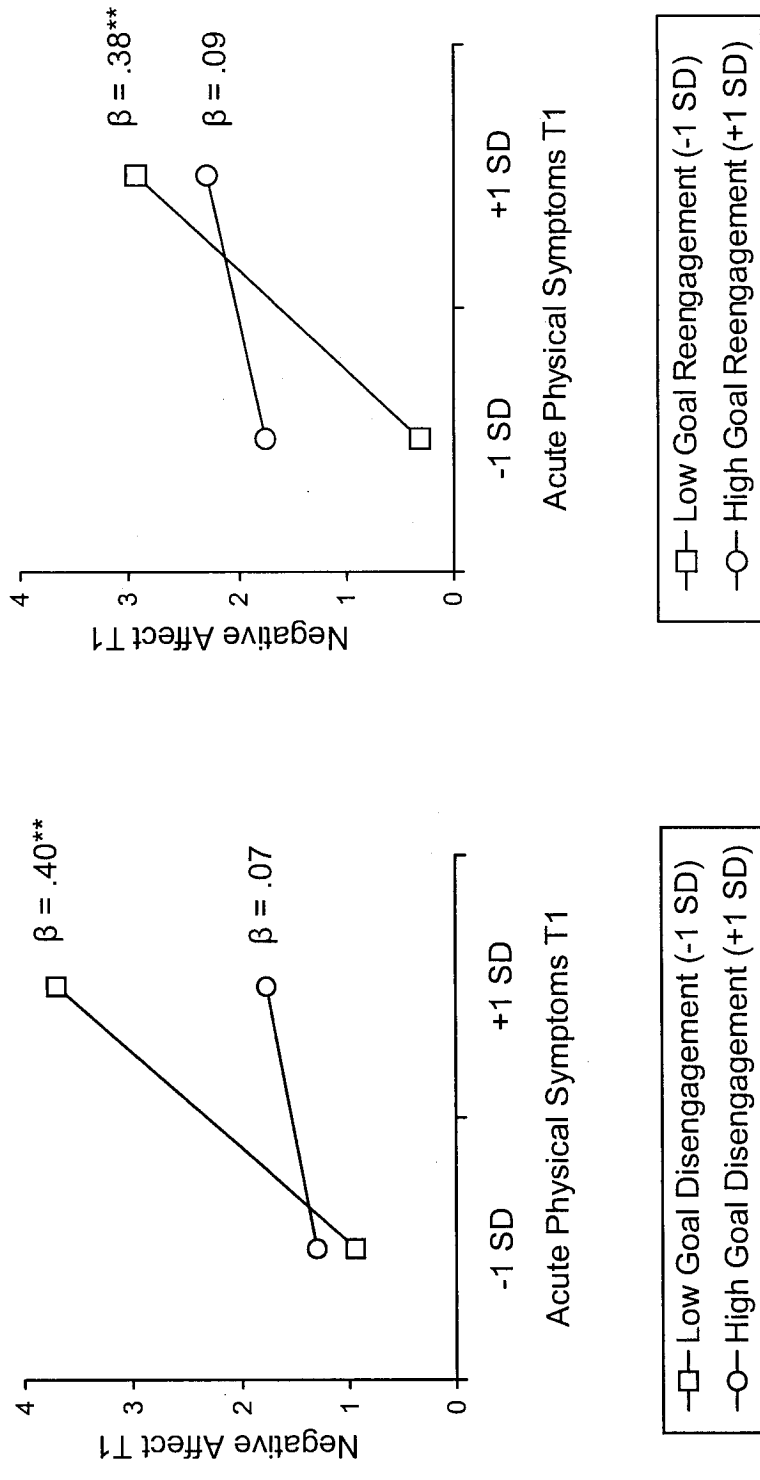 4
3
2
1
0
Negative Affect T1
β = .40**
β = .07
-1 SD
+1 SD
Acute Physical Symptoms T1
Low Goal Disengagement (-1 SD)
High Goal Disengagement (+1 SD)
4
3
2
1
0
Negative Affect T1
β = .38**
β = .09
-1 SD
+1 SD
Acute Physical Symptoms T1
Low Goal Reengagement (-1 SD)
High Goal Reengagement (+1 SD)